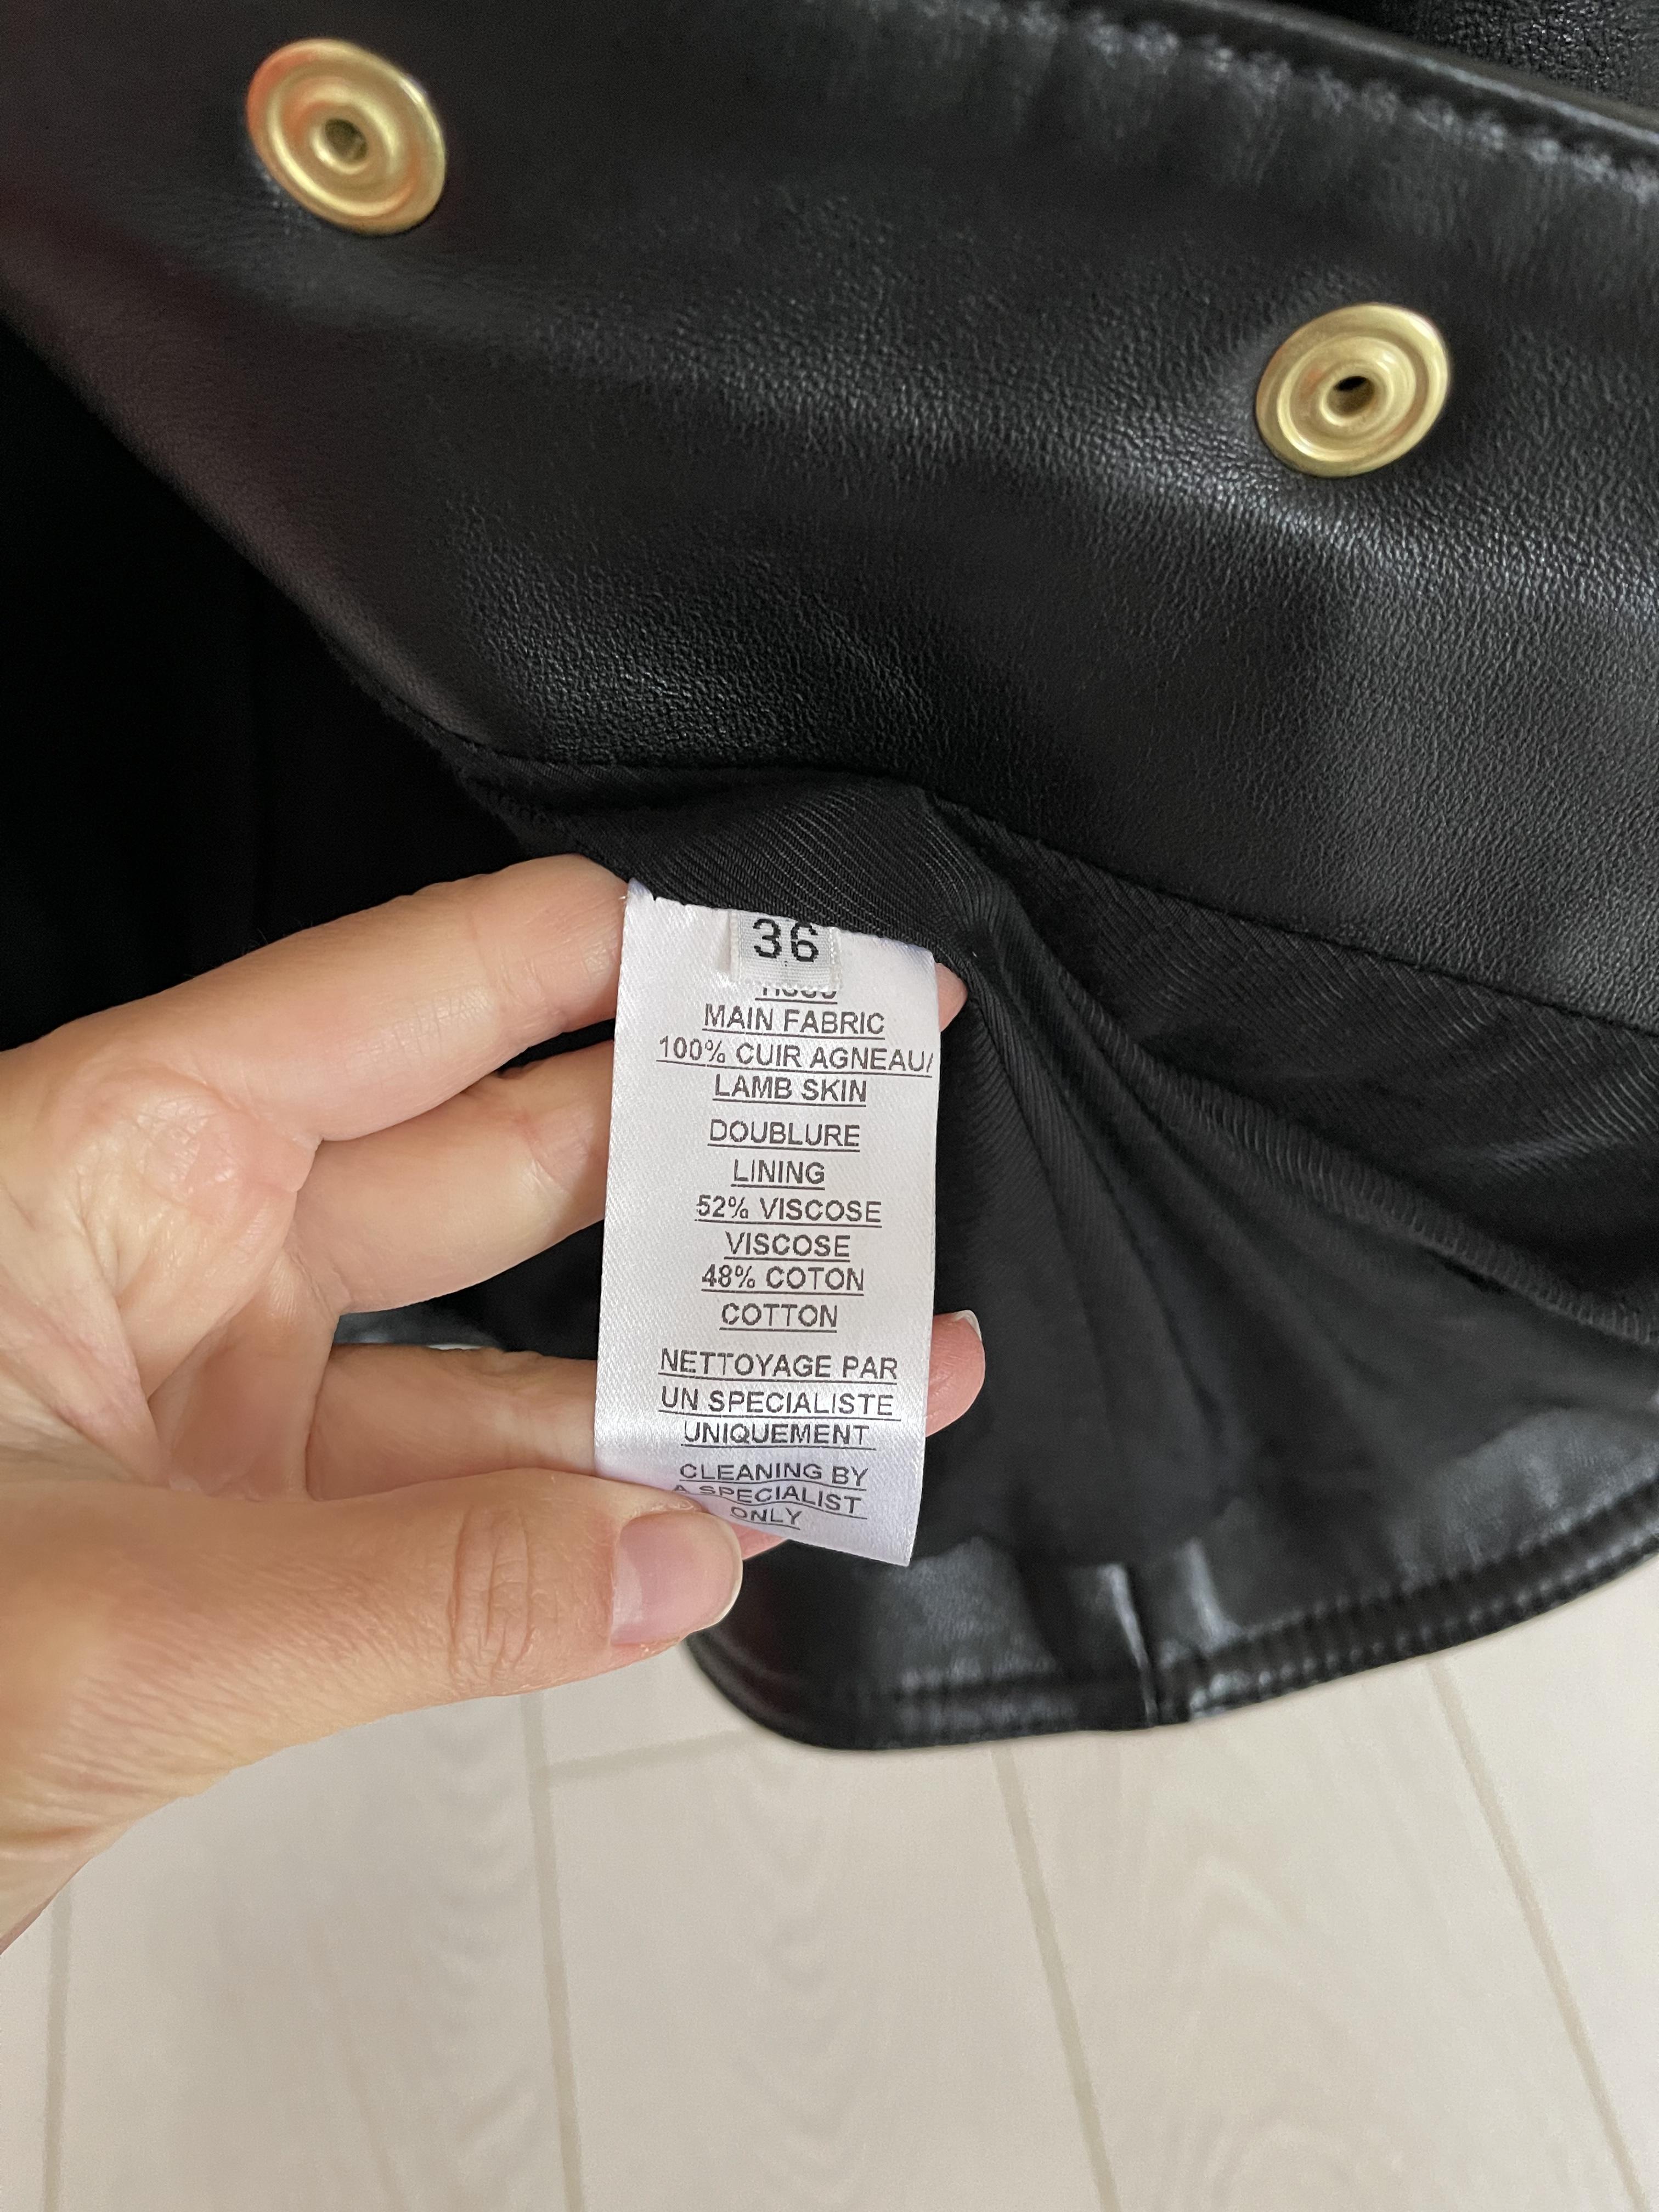 36
MAIN FABRIC
100% CUIR AGNEAU/
LAMB SKIN
DOUBLURE
LINING
52% VISCOSE
VISCOSE
48% COTON
COTTON
NETTOYAGE PAR
UN SPECIALISTE
UNIQUEMENT
CLEANING BY
A SPECIALIST
ONLY